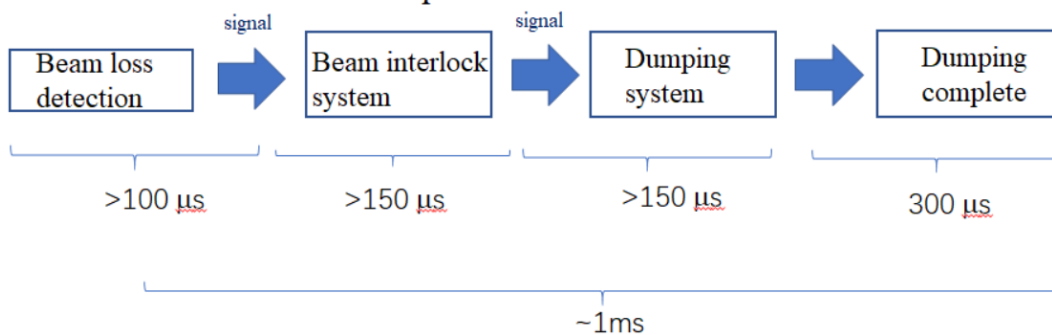 signal
signal
Beam loss
detection
Beam interlock
system
Dumping
system
Dumping
complete
>100 μs
>150 μs
>150 μs
300 μs
~1ms